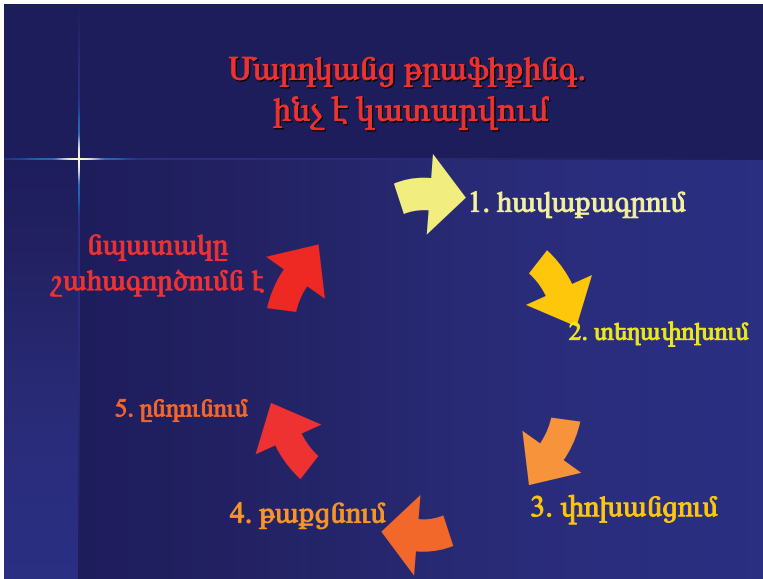 Մարդկանց թրաֆիքինգ.
ինչ է կատարվում
1. հավաքագրում
2. տեղափոխում
3. փոխանցում
4. թաքցնում
5. ընդունում
նպատակը
շահագործումն է